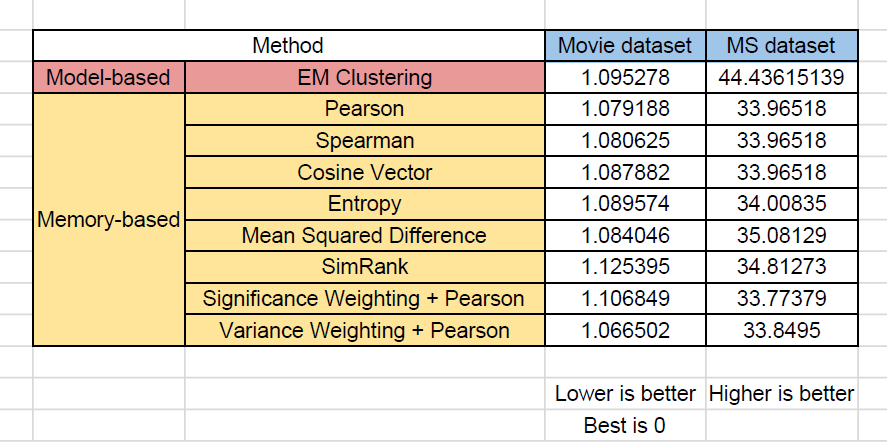 Method Movie dataset MS dataset
Model-based EM Clustering 1.095278 44.43615139
Memory-based Pearson 1.079188 33.96518
Spearman 1.080625 33.96518
Cosine Vector 1.087882 33.96518
Entropy 1.089574 34.00835
Mean Squared Difference 1.084046 35.08129
SimRank 1.125395 34.81273
Significance Weighting + Pearson 1.106849 33.77379
Variance Weighting + Pearson 1.066502 33.8495
Lower is better Higher is better
Best is 0